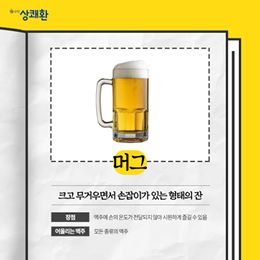 상쾌환
머그
크고 무거우면서 손잡이가 있는 형태의 잔
장점 맥주에 손의 온도가 전달되지 않아 시원하게 즐길 수 있음
어울리는 맥주 모든 종류의 맥주